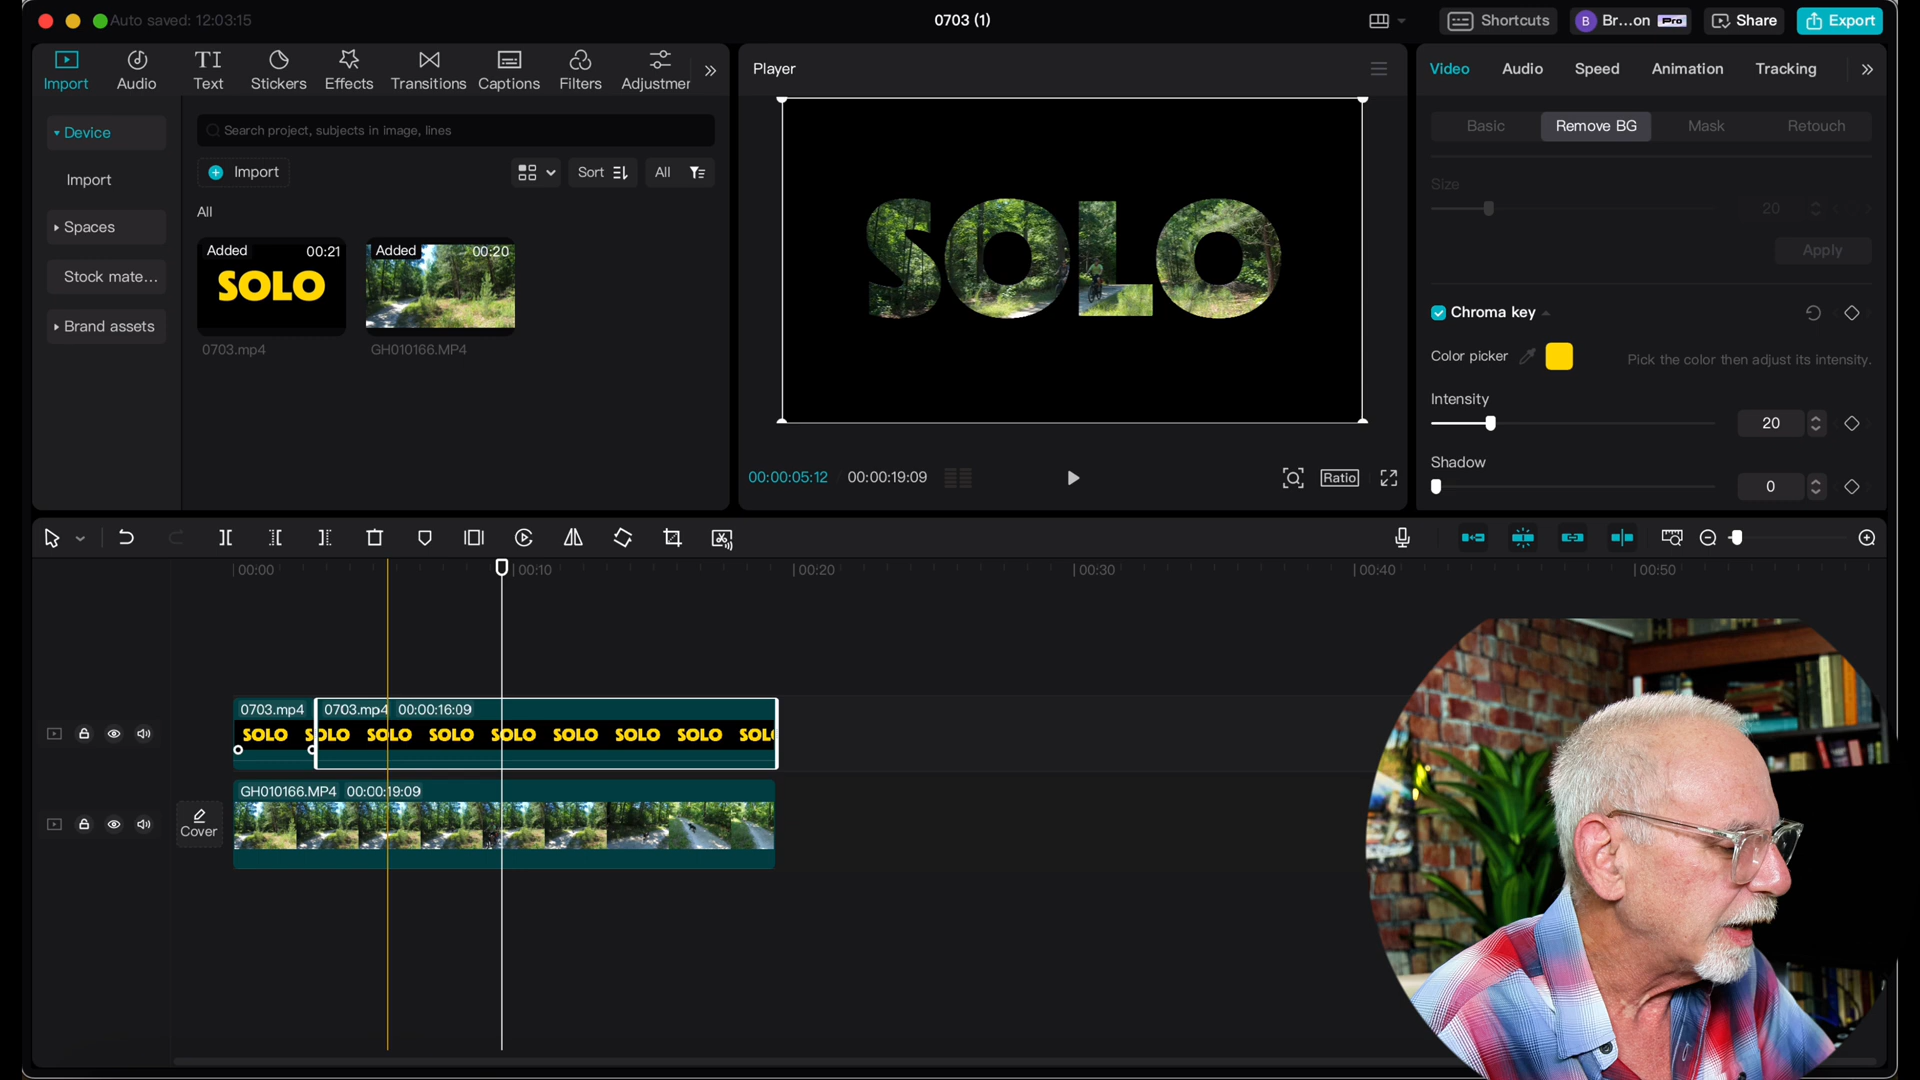 Auto saved: 12:03:15
0703 (1)
Shortcuts
B
Br...on
Pro
Share
Export
Import
Audio
Text
Stickers
Effects
Transitions
Captions
Filters
Adjustmer
Player
Video
Audio
Speed
Animation
Tracking
Device
Search project, subjects in image, lines
Basic
Remove BG
Mask
Retouch
Import
Import
Sort
All
Size
20
Spaces
All
Apply
Stock mate...
Added
00:21
SOLO
Added
00:20
SOLO
Brand assets
Chroma key
0703.mp4
GH010166.MP4
Color picker
Pick the color then adjust its intensity.
Intensity
20
Shadow
0
00:00:05:12
00:00:19:09
Ratio
00:00
00:10
00:20
00:30
00:40
00:50
0703.mp4
0703.mp4 00:00:16:09
SOLO S
OLO SOLO SOLO SOLO SOLO SOLO SOLO SOL
GH010166.MP4 00:00:19:09
Cover